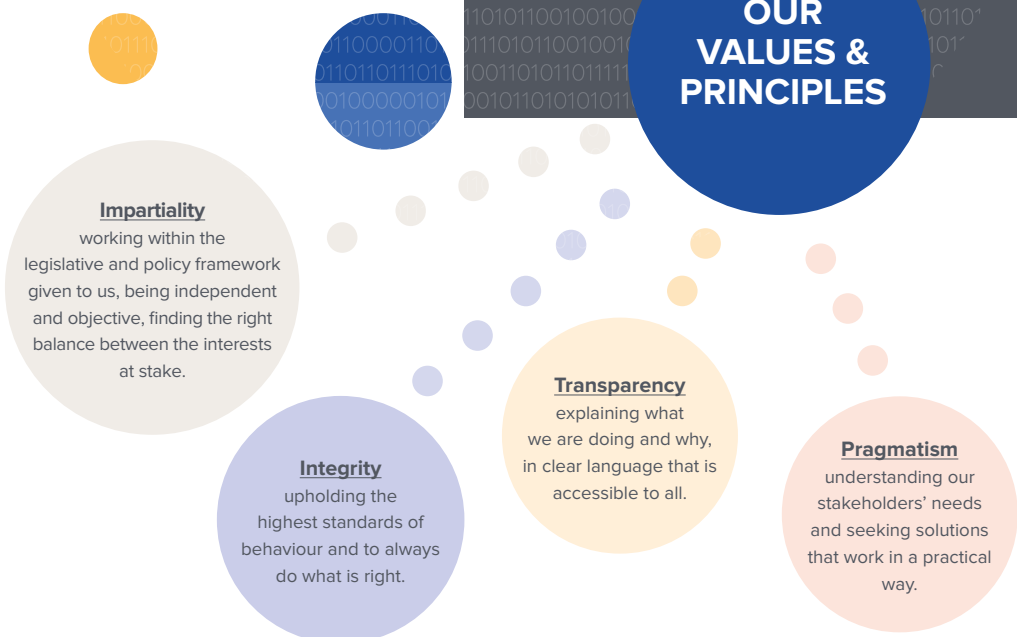 OUR
VALUES &
PRINCIPLES
Impartiality
working within the
legislative and policy framework
given to us, being independent
and objective, finding the right
balance between the interests
at stake.
Integrity
upholding the
highest standards of
behaviour and to always
do what is right.
Transparency
explaining what
we are doing and why,
in clear language that is
accessible to all.
Pragmatism
understanding our
stakeholders’ needs
and seeking solutions
that work in a practical
way.